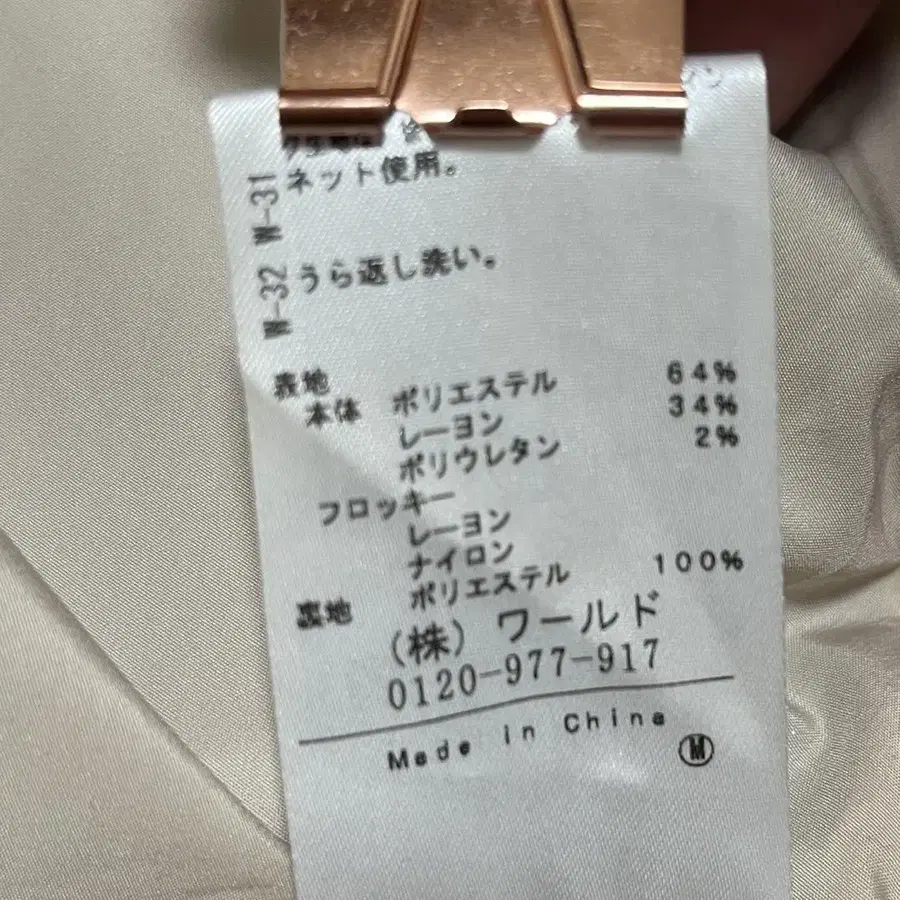 W-31 ネット使用。
W-32 うら返し洗い。
表地
本体 ポリエステル 64%
レーヨン 34%
ポリウレタン 2%
フロッキー
レーヨン
ナイロン
裏地 ポリエステル 100%
(株) ワールド
0120-977-917
Made in China
M